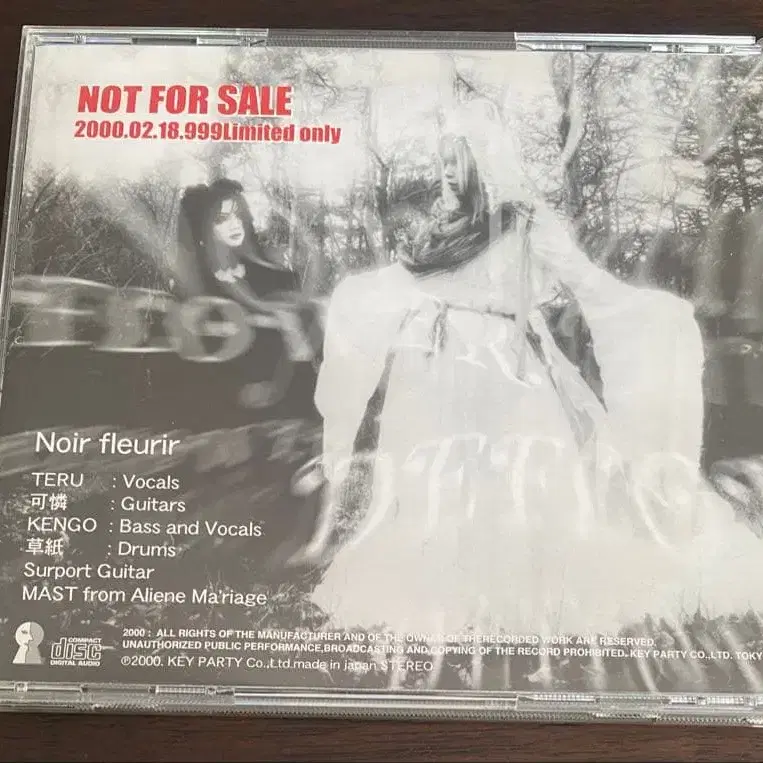 NOT FOR SALE
2000.02.18.999Limited only
Noir fleurir
TERU : Vocals
可憐 : Guitars
KENGO : Bass and Vocals
草紙 : Drums
Surport Guitar
MAST from Aliene Ma'riage
COMPACT
disc
DIGITAL AUDIO
2000 : ALL RIGHTS OF THE MANUFACTURER AND OF THE OWNER OF THERECORDED WORK ARE RESERVED.
UNAUTHORIZED PUBLIC PERFORMANCE,BROADCASTING AND COPYING OF THE RECORD PROHIBITED. KEY PARTY CO.,LTD. TOKY
℗2000. KEY PARTY Co.,Ltd.made in japan STEREO